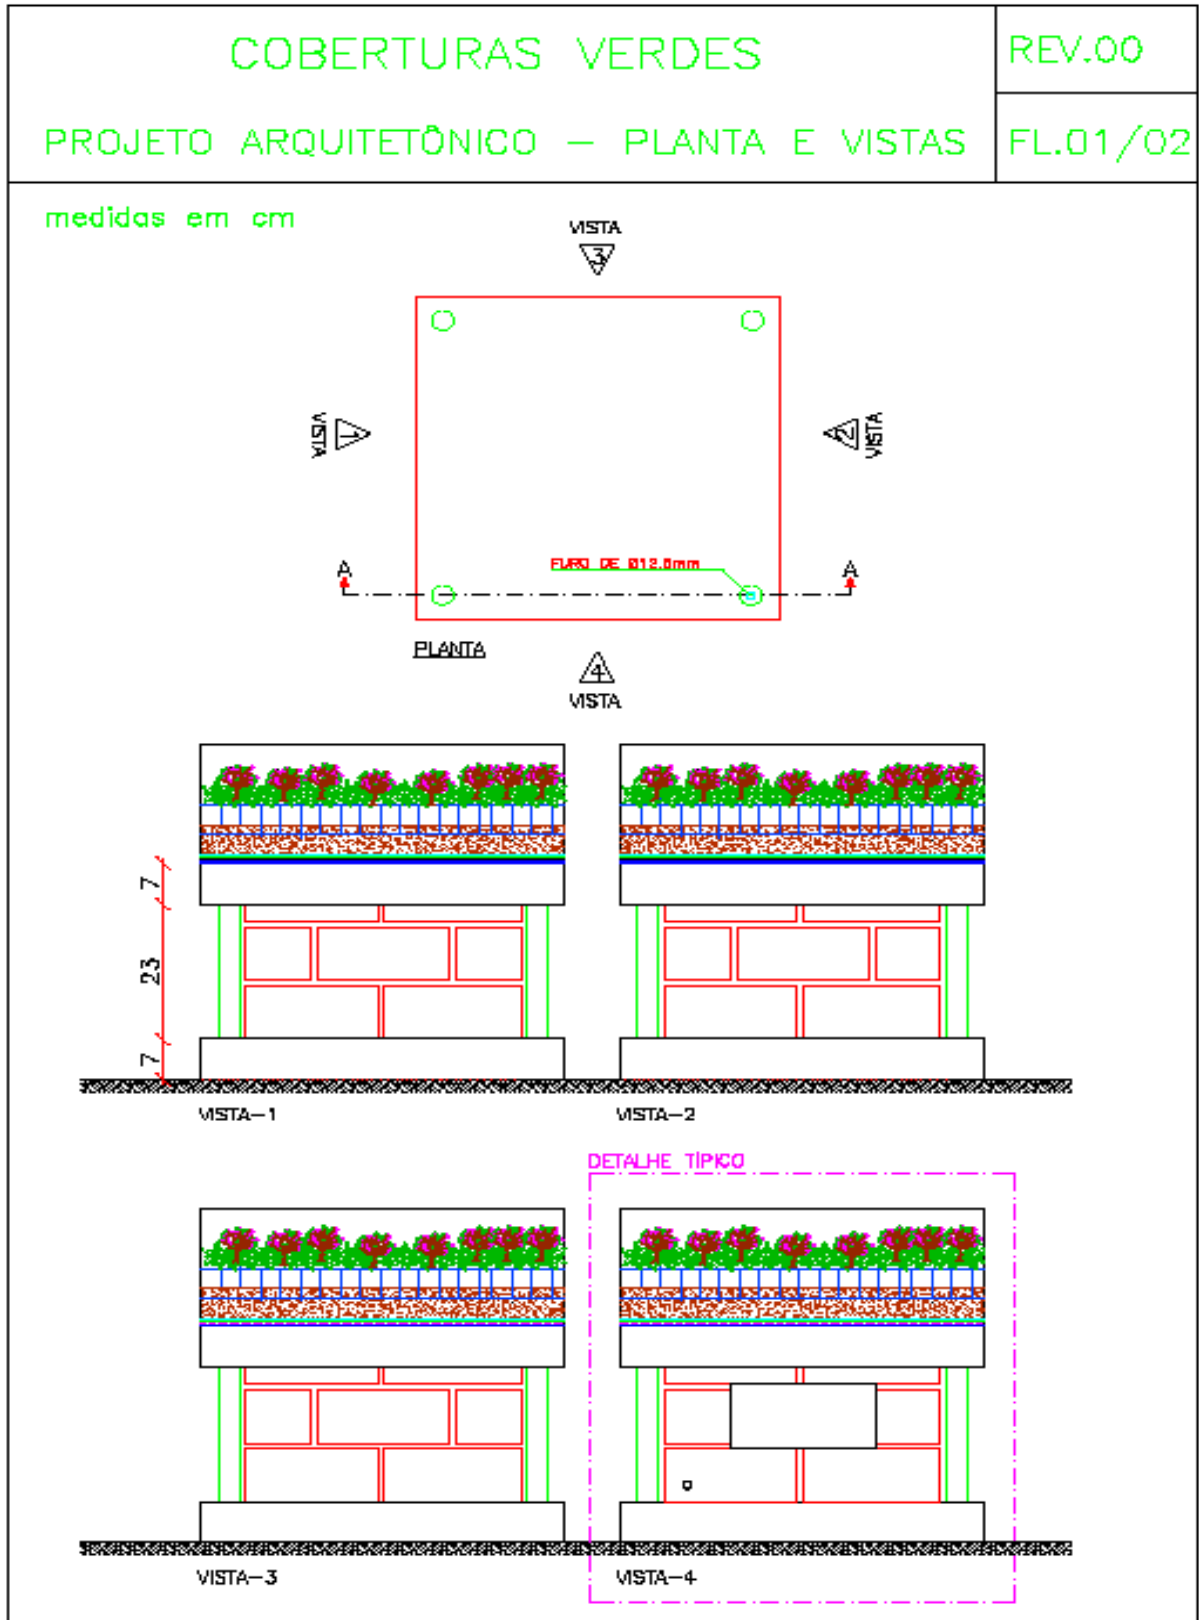 COBERTURAS VERDES
REV.00
PROJETO ARQUITETÔNICO – PLANTA E VISTAS
FL.01/02
medidas em cm
VISTA
3
VISTA
1
2
VISTA
FURO DE Ø12.0mm
A
A
PLANTA
4
VISTA
7
23
7
VISTA-1
VISTA-2
DETALHE TÍPICO
VISTA-3
VISTA-4